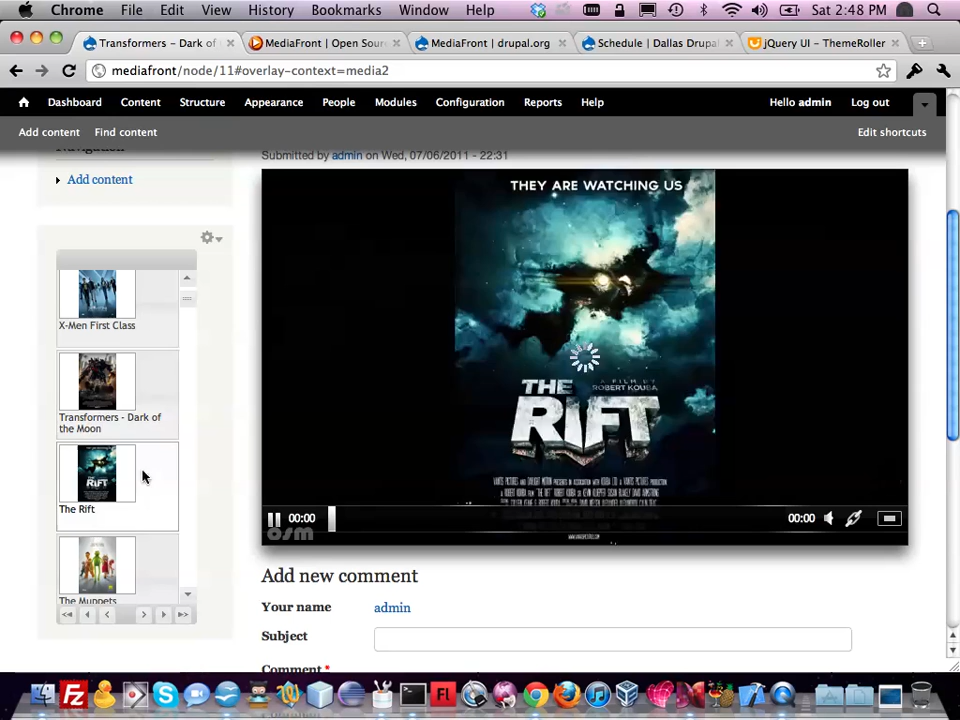 Chrome File Edit View History Bookmarks Window Help Sat 2:48 PM
Transformers - Dark of MediaFront | Open Sour MediaFront | drupal.org Schedule | Dallas Drupa jQuery UI - ThemeRoller
mediafront/node/11#overlay-context=media2
Dashboard Content Structure Appearance People Modules Configuration Reports Help Hello admin Log out
Add content Find content Edit shortcuts
Navigation
Submitted by admin on Wed, 07/06/2011 - 22:31
Add content
THEY ARE WATCHING US
X-Men First Class
Transformers - Dark of
the Moon
The Rift
The Muppets
A FILM BY
ROBERT KOUBA
THE
RIFT
00:00 00:00
osm
Add new comment
Your name admin
Subject
Comment *